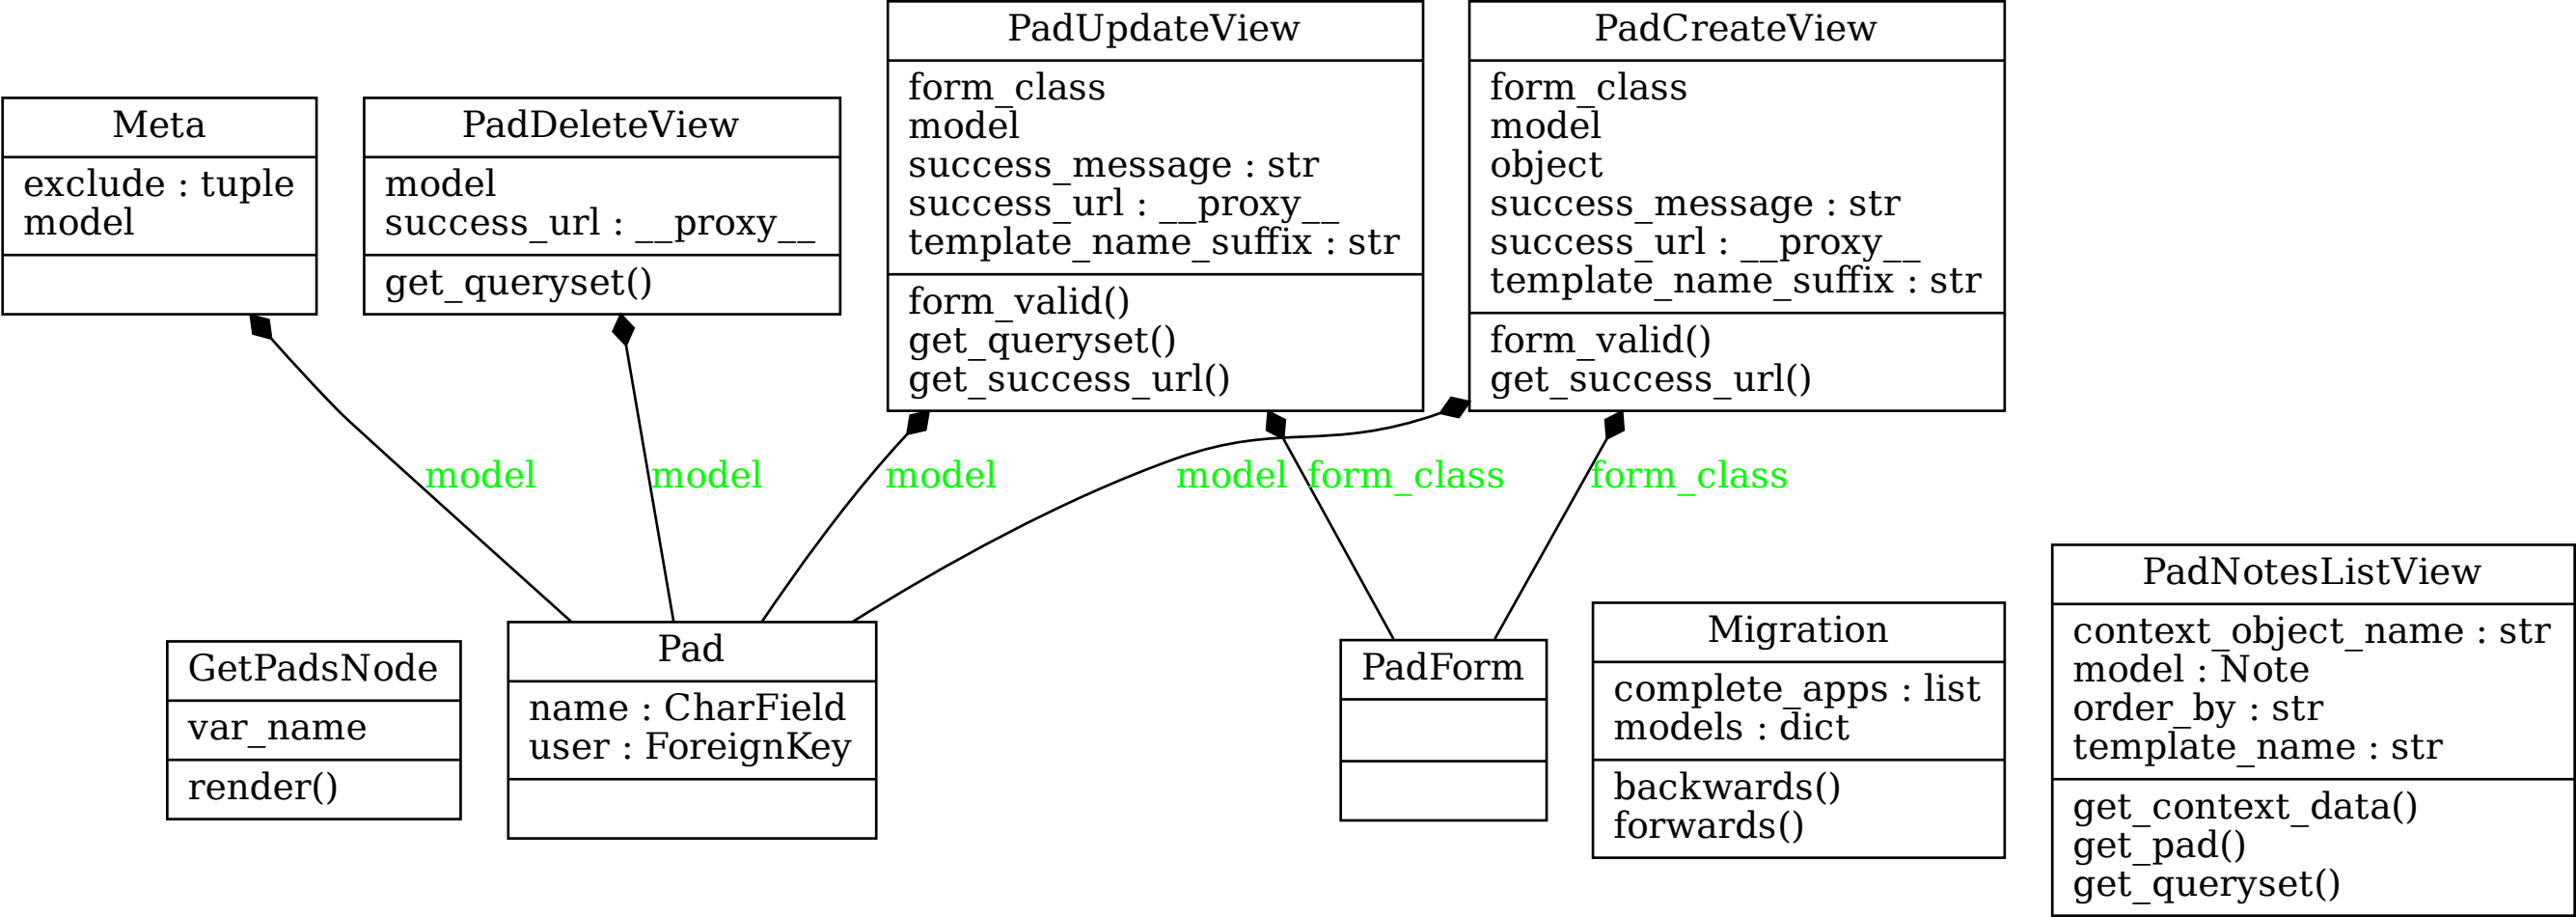 PadUpdateView
form_class
model
success_message : str
success_url : __proxy__
template_name_suffix : str
form_valid()
get_queryset()
get_success_url()
PadCreateView
form_class
model
object
success_message : str
success_url : __proxy__
template_name_suffix : str
form_valid()
get_success_url()
Meta
exclude : tuple
model
PadDeleteView
model
success_url : __proxy__
get_queryset()
model
model
model
model
form_class
form_class
GetPadsNode
var_name
render()
Pad
name : CharField
user : ForeignKey
PadForm
Migration
complete_apps : list
models : dict
backwards()
forwards()
PadNotesListView
context_object_name : str
model : Note
order_by : str
template_name : str
get_context_data()
get_pad()
get_queryset()